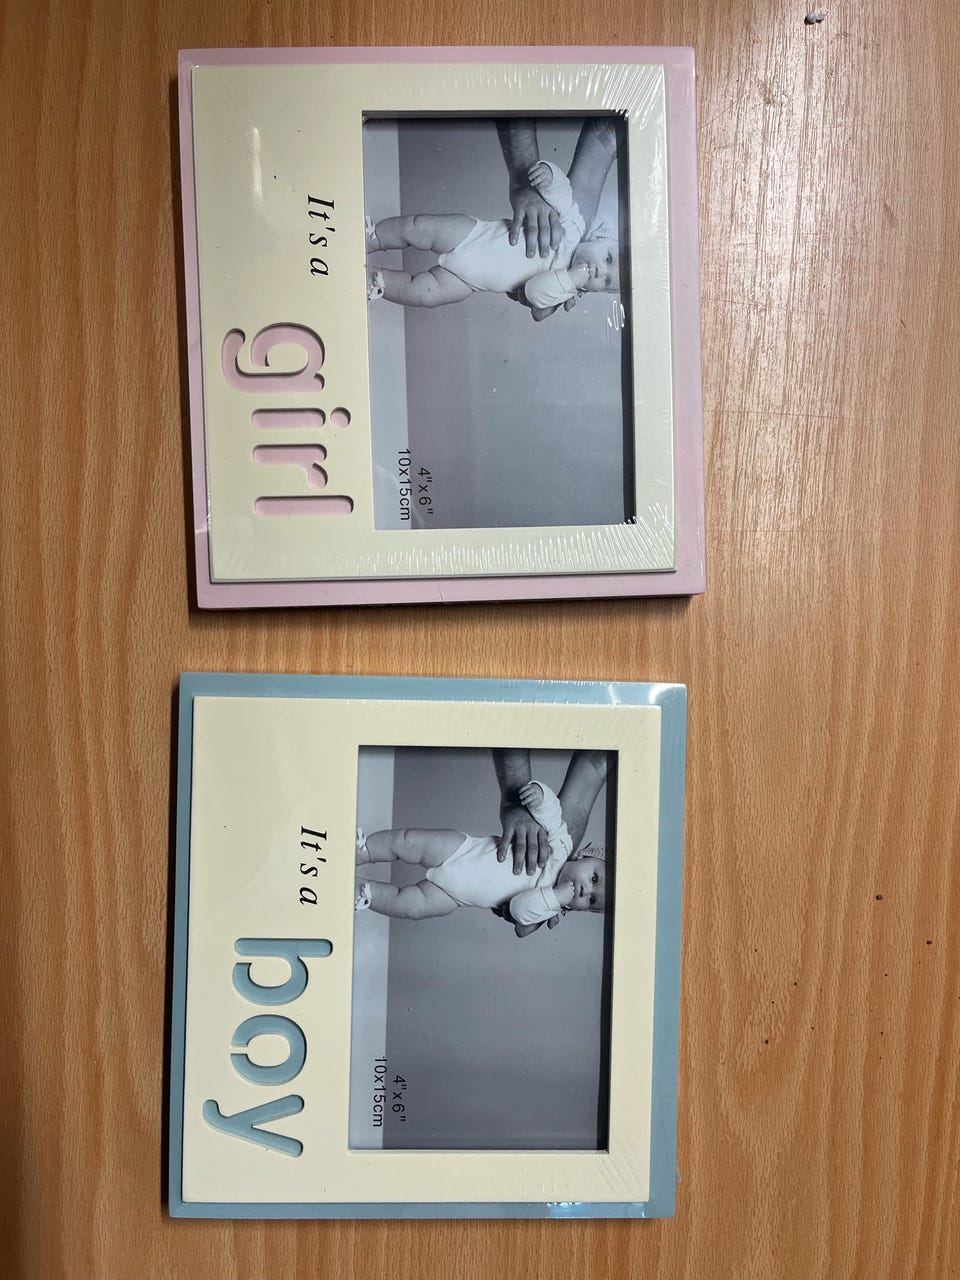 4"x6"
10x15cm
It's a girl
4"x6"
10x15cm
It's a boy